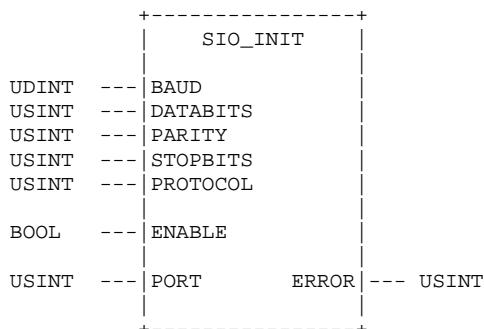 SIO_INIT
UDINT ---|BAUD
USINT ---|DATABITS
USINT ---|PARITY
USINT ---|STOPBITS
USINT ---|PROTOCOL
BOOL ---|ENABLE
USINT ---|PORT ERROR|--- USINT